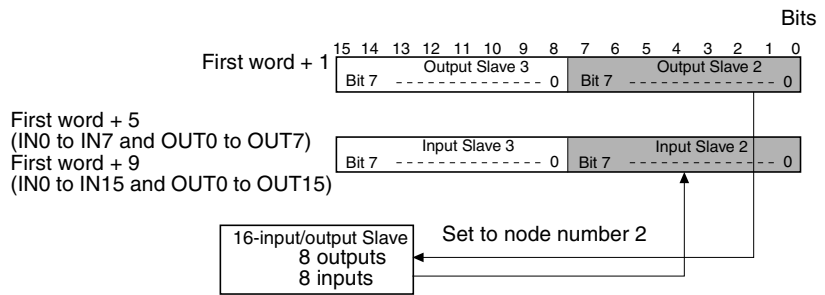 Bits
15 14 13 12 11 10 9 8 7 6 5 4 3 2 1 0
First word + 1
Output Slave 3 Output Slave 2
Bit 7 - - - - - - - - - - - - - - - 0 Bit 7 - - - - - - - - - - - - - - - 0
First word + 5
(IN0 to IN7 and OUT0 to OUT7)
First word + 9
(IN0 to IN15 and OUT0 to OUT15)
Input Slave 3 Input Slave 2
Bit 7 - - - - - - - - - - - - - - - 0 Bit 7 - - - - - - - - - - - - - - - 0
16-input/output Slave
8 outputs
8 inputs
Set to node number 2